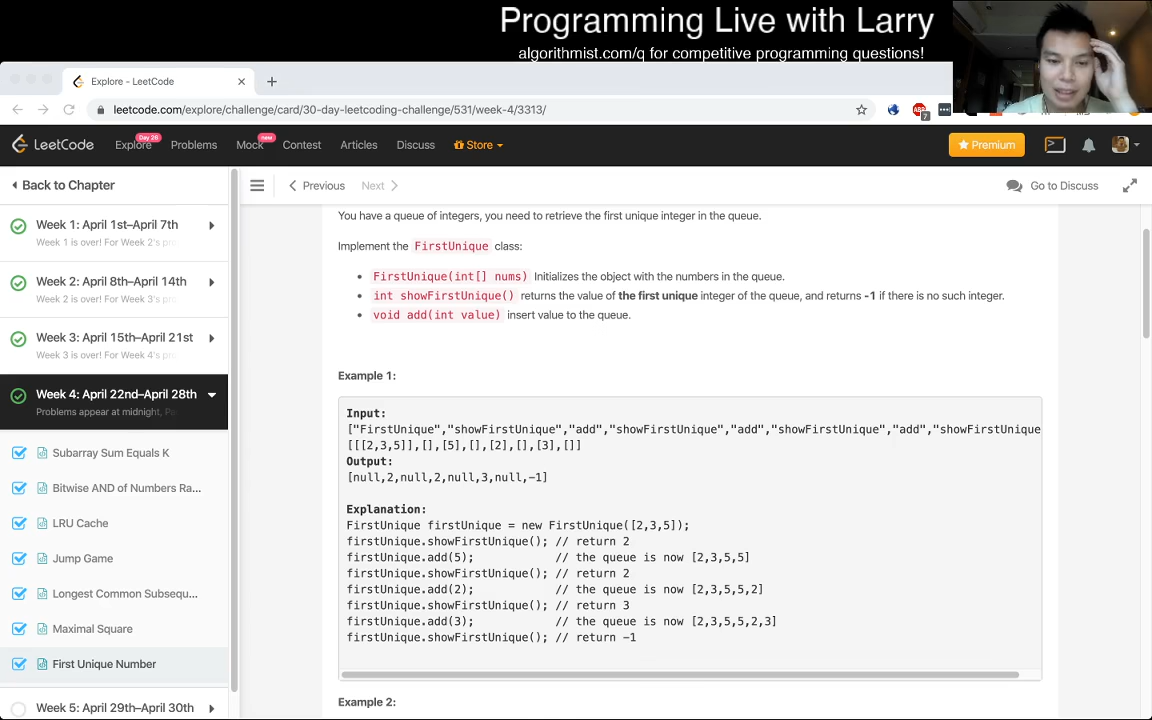 Programming Live with Larry
algorithmist.com/q for competitive programming questions!
Explore - LeetCode
leetcode.com/explore/challenge/card/30-day-leetcoding-challenge/531/week-4/3313/
7
LeetCode
Explore
Day 28
Problems
Mock
new
Contest
Articles
Discuss
Store
Premium
Back to Chapter
Previous
Next
Go to Discuss
Week 1: April 1st–April 7th
Week 1 is over! For Week 2's pr
Week 2: April 8th–April 14th
Week 2 is over! For Week 3's pr
Week 3: April 15th–April 21st
Week 3 is over! For Week 4's pr
Week 4: April 22nd–April 28th
Problems appear at midnight, Pa
Subarray Sum Equals K
Bitwise AND of Numbers Ra...
LRU Cache
Jump Game
Longest Common Subsequ...
Maximal Square
First Unique Number
Week 5: April 29th–April 30th
You have a queue of integers, you need to retrieve the first unique integer in the queue.
Implement the FirstUnique class:
• FirstUnique(int[] nums) Initializes the object with the numbers in the queue.
• int showFirstUnique() returns the value of the first unique integer of the queue, and returns -1 if there is no such integer.
• void add(int value) insert value to the queue.
Example 1:
Input:
["FirstUnique","showFirstUnique","add","showFirstUnique","add","showFirstUnique","add","showFirstUnique
[[[2,3,5]],[],[5],[],[2],[],[3],[]]
Output:
[null,2,null,2,null,3,null,-1]
Explanation:
FirstUnique firstUnique = new FirstUnique([2,3,5]);
firstUnique.showFirstUnique(); // return 2
firstUnique.add(5);            // the queue is now [2,3,5,5]
firstUnique.showFirstUnique(); // return 2
firstUnique.add(2);            // the queue is now [2,3,5,5,2]
firstUnique.showFirstUnique(); // return 3
firstUnique.add(3);            // the queue is now [2,3,5,5,2,3]
firstUnique.showFirstUnique(); // return -1
Example 2: